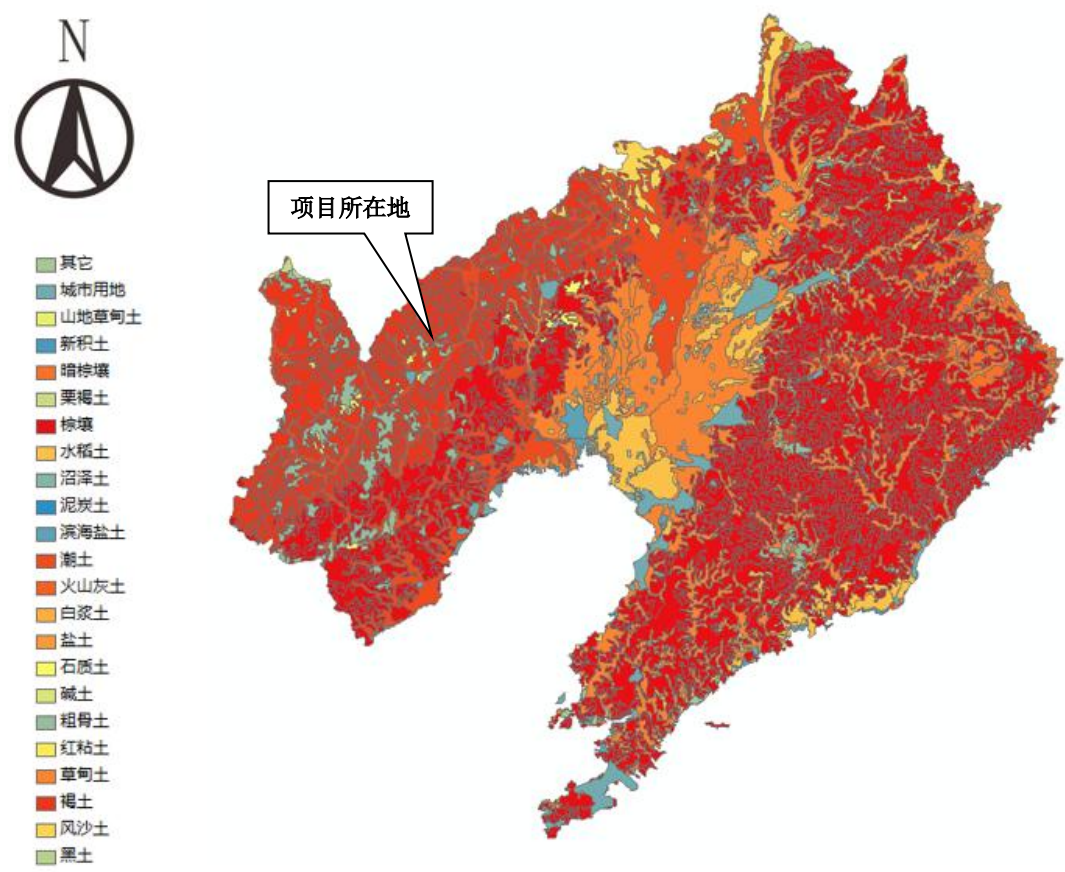 N
项目所在地
其它
城市用地
山地草甸土
新积土
暗棕壤
栗褐土
棕壤
水稻土
沼泽土
泥炭土
滨海盐土
潮土
火山灰土
白浆土
盐土
石质土
碱土
粗骨土
红粘土
草甸土
褐土
风沙土
黑土